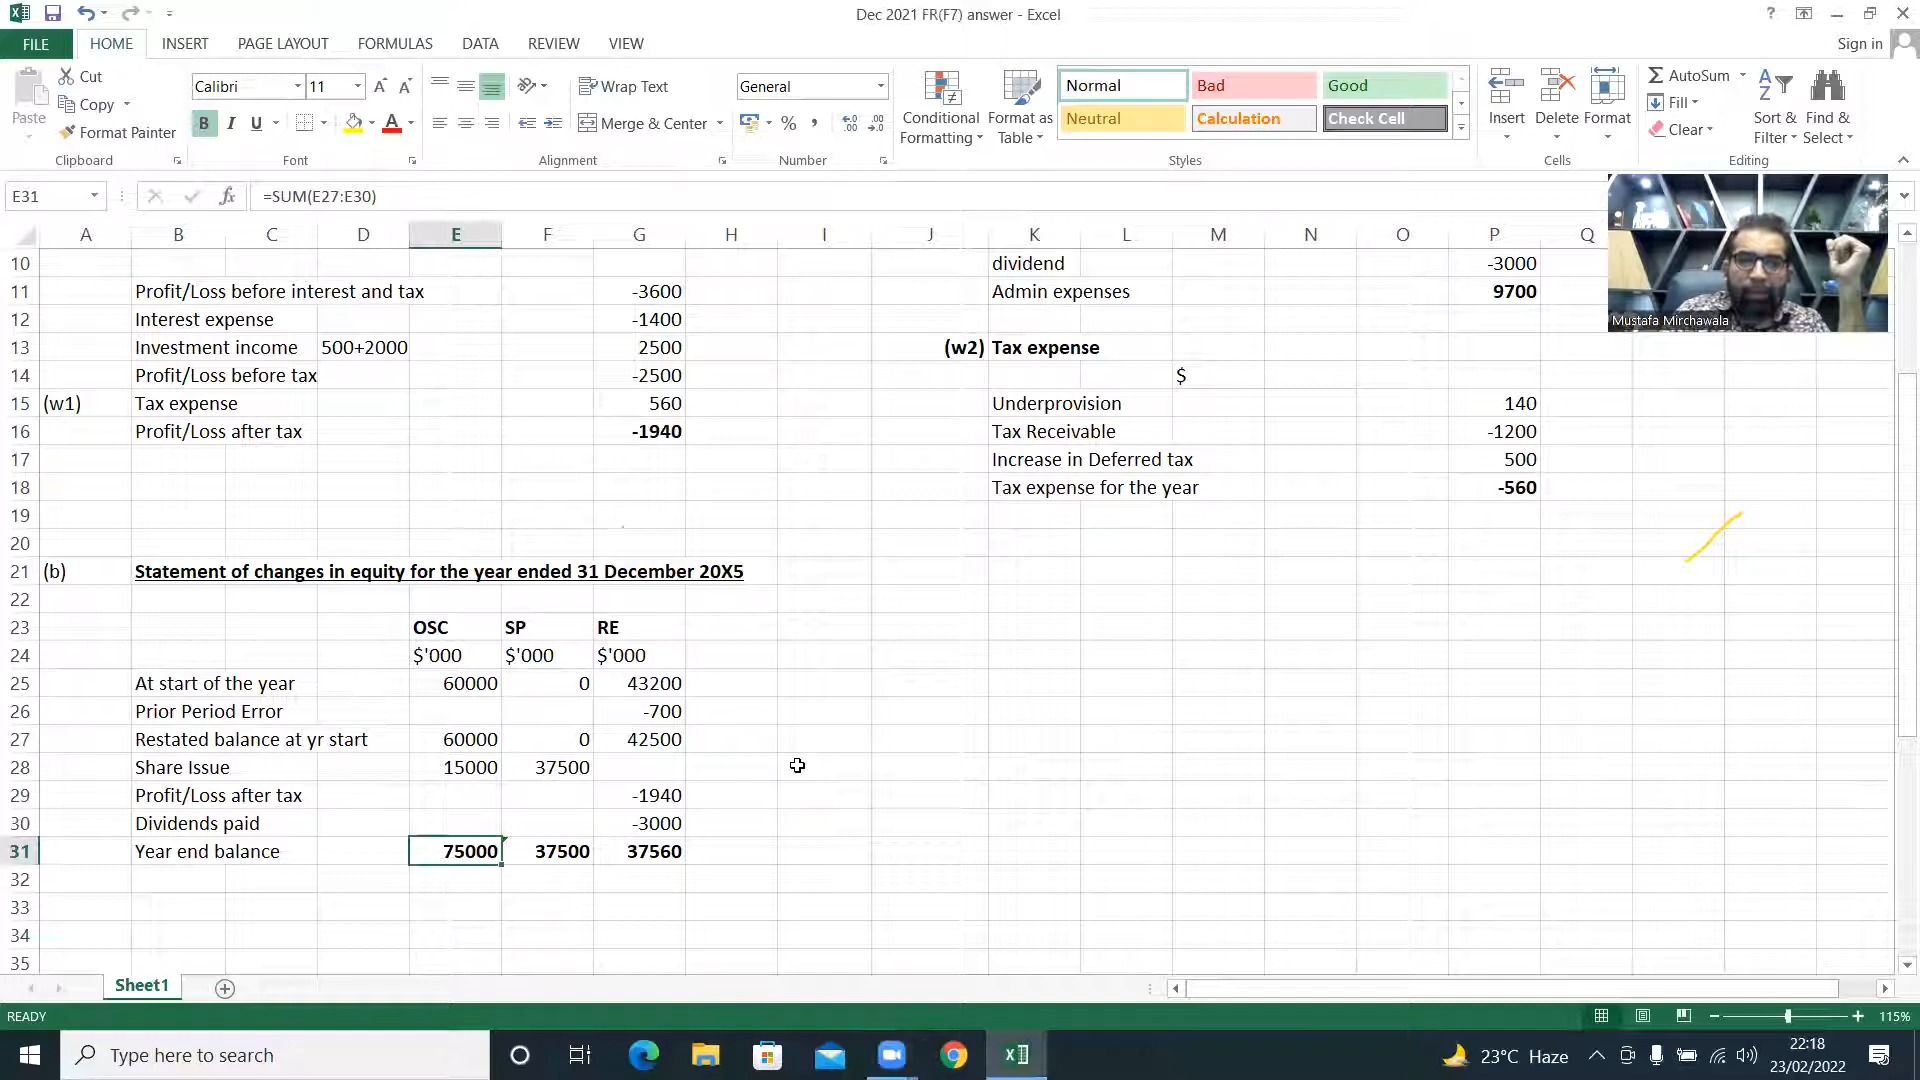 Dec 2021 FR(F7) answer - Excel
?
FILE HOME INSERT PAGE LAYOUT FORMULAS DATA REVIEW VIEW Sign in
Paste Cut Copy Format Painter
Calibri 11
B I U
Wrap Text
Merge & Center
General
%
Conditional Formatting Format as Table
Normal Bad Good
Neutral Calculation Check Cell
Insert Delete Format
AutoSum Fill Clear
Sort & Filter Find & Select
Clipboard Font Alignment Number Styles Cells Editing
E31 fx =SUM(E27:E30)
A B C D E F G H I J K L M N O P Q
10 dividend -3000
11 Profit/Loss before interest and tax -3600 Admin expenses 9700
Mustafa Mirchawala
12 Interest expense -1400
13 Investment income 500+2000 2500 (w2) Tax expense
14 Profit/Loss before tax -2500 $
15 (w1) Tax expense 560 Underprovision 140
16 Profit/Loss after tax -1940 Tax Receivable -1200
17 Increase in Deferred tax 500
18 Tax expense for the year -560
19
20
21 (b) Statement of changes in equity for the year ended 31 December 20X5
22
23 OSC SP RE
24 $'000 $'000 $'000
25 At start of the year 60000 0 43200
26 Prior Period Error -700
27 Restated balance at yr start 60000 0 42500
28 Share Issue 15000 37500
29 Profit/Loss after tax -1940
30 Dividends paid -3000
31 Year end balance 75000 37500 37560
32
33
34
35
Sheet1
READY 115%
Type here to search 23°C Haze 22:18
23/02/2022